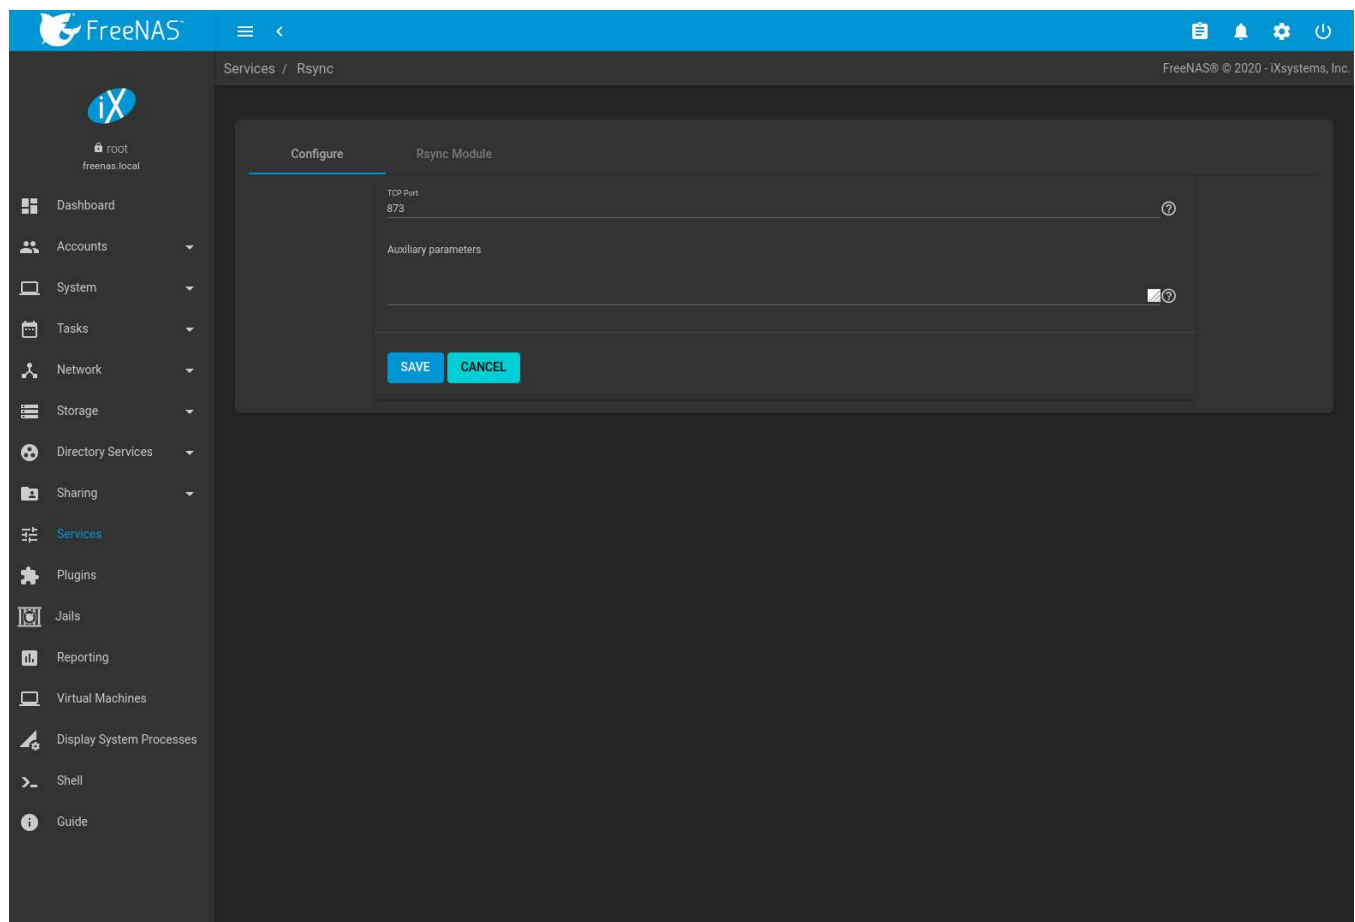 FreeNAS™
Services / Rsync
FreeNAS® © 2020 - iXsystems, Inc.
iX
root
freenas.local
Dashboard
Accounts
System
Tasks
Network
Storage
Directory Services
Sharing
Services
Plugins
Jails
Reporting
Virtual Machines
Display System Processes
Shell
Guide
Configure
Rsync Module
TCP Port
873
Auxiliary parameters
SAVE
CANCEL